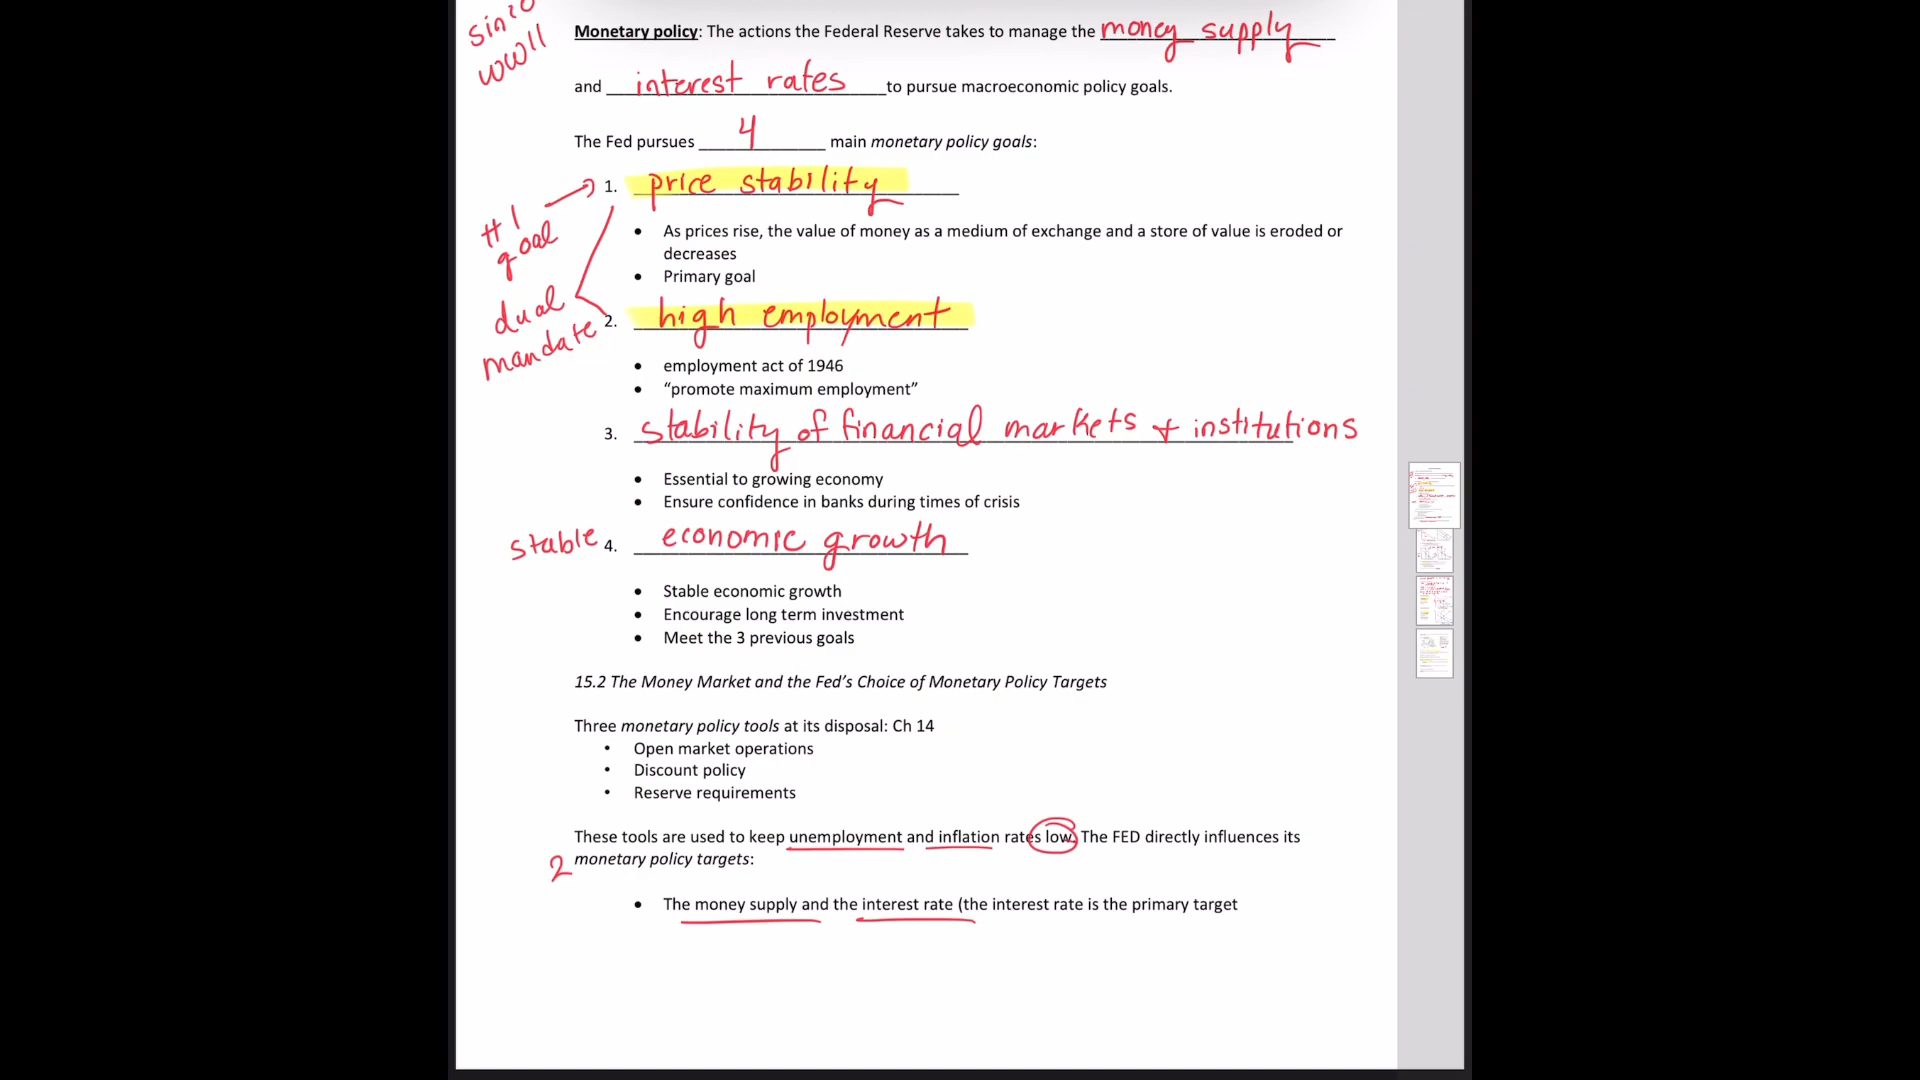 since
WWII
Monetary policy: The actions the Federal Reserve takes to manage the money supply
and interest rates to pursue macroeconomic policy goals.
The Fed pursues 4 main monetary policy goals:
1. price stability
#1
goal
• As prices rise, the value of money as a medium of exchange and a store of value is eroded or
decreases
• Primary goal
dual
mandate
2. high employment
• employment act of 1946
• “promote maximum employment”
3. stability of financial markets + institutions
• Essential to growing economy
• Ensure confidence in banks during times of crisis
stable 4. economic growth
• Stable economic growth
• Encourage long term investment
• Meet the 3 previous goals
15.2 The Money Market and the Fed’s Choice of Monetary Policy Targets
Three monetary policy tools at its disposal: Ch 14
• Open market operations
• Discount policy
• Reserve requirements
These tools are used to keep unemployment and inflation rates low. The FED directly influences its
2 monetary policy targets:
• The money supply and the interest rate (the interest rate is the primary target